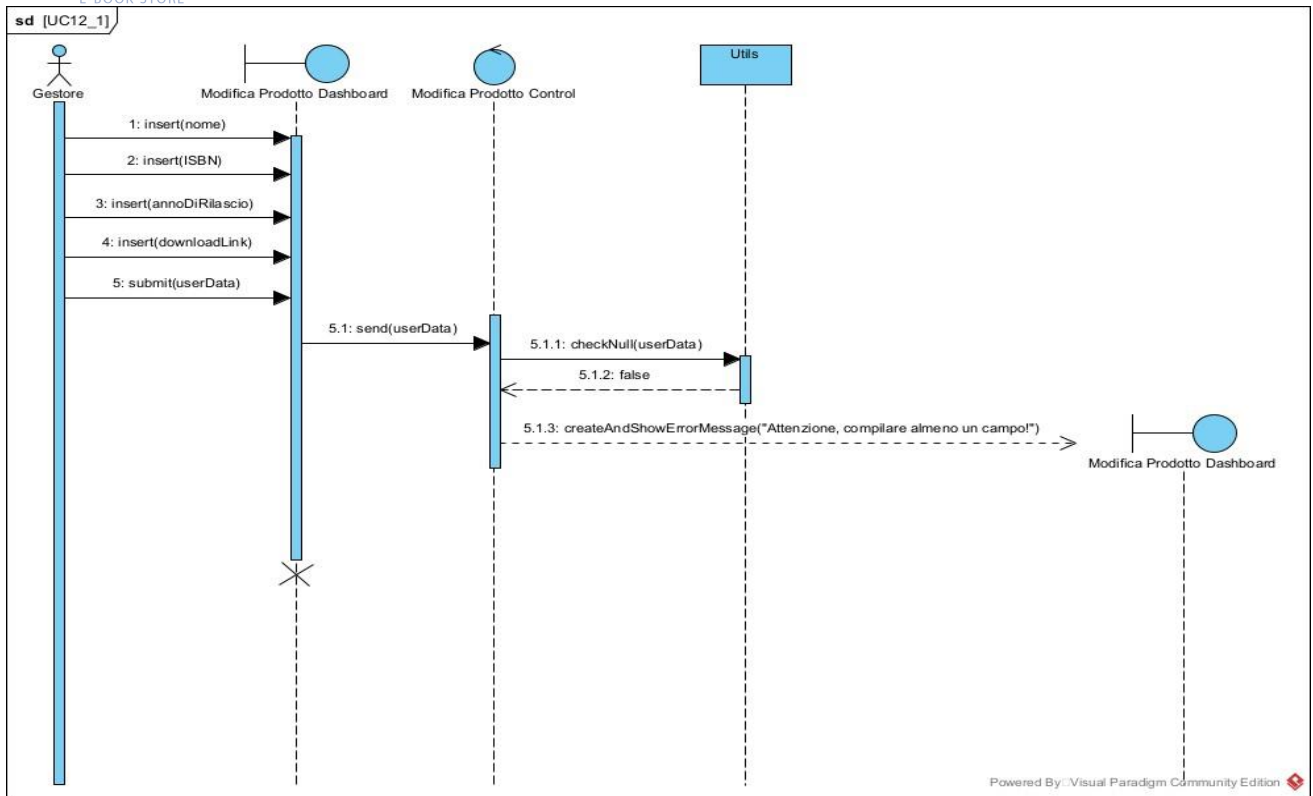 E-BOOK STORE
sd [UC12_1]
Gestore
Modifica Prodotto Dashboard
Modifica Prodotto Control
Utils
1: insert(nome)
2: insert(ISBN)
3: insert(annoDiRilascio)
4: insert(downloadLink)
5: submit(userData)
5.1: send(userData)
5.1.1: checkNull(userData)
5.1.2: false
5.1.3: createAndShowErrorMessage("Attenzione, compilare almeno un campo!")
Modifica Prodotto Dashboard
Powered By Visual Paradigm Community Edition